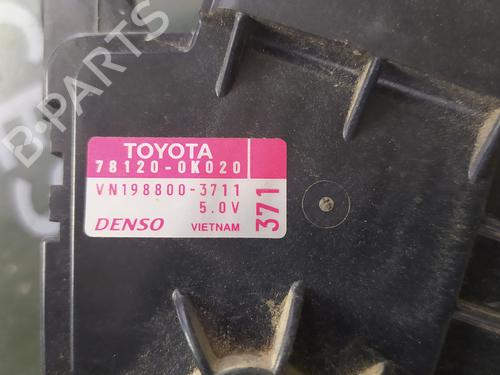 B-PARTS
TOYOTA
78120-0K020
VN198800-3711
5.0V
DENSO VIETNAM
371